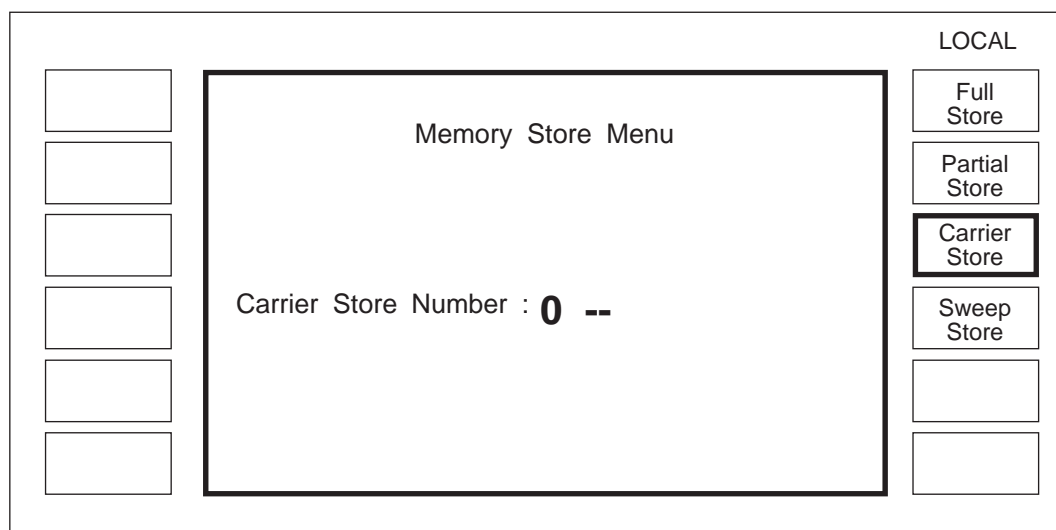 LOCAL
Full
Store
Memory Store Menu
Partial
Store
Carrier
Store
Carrier Store Number : 0 --
Sweep
Store